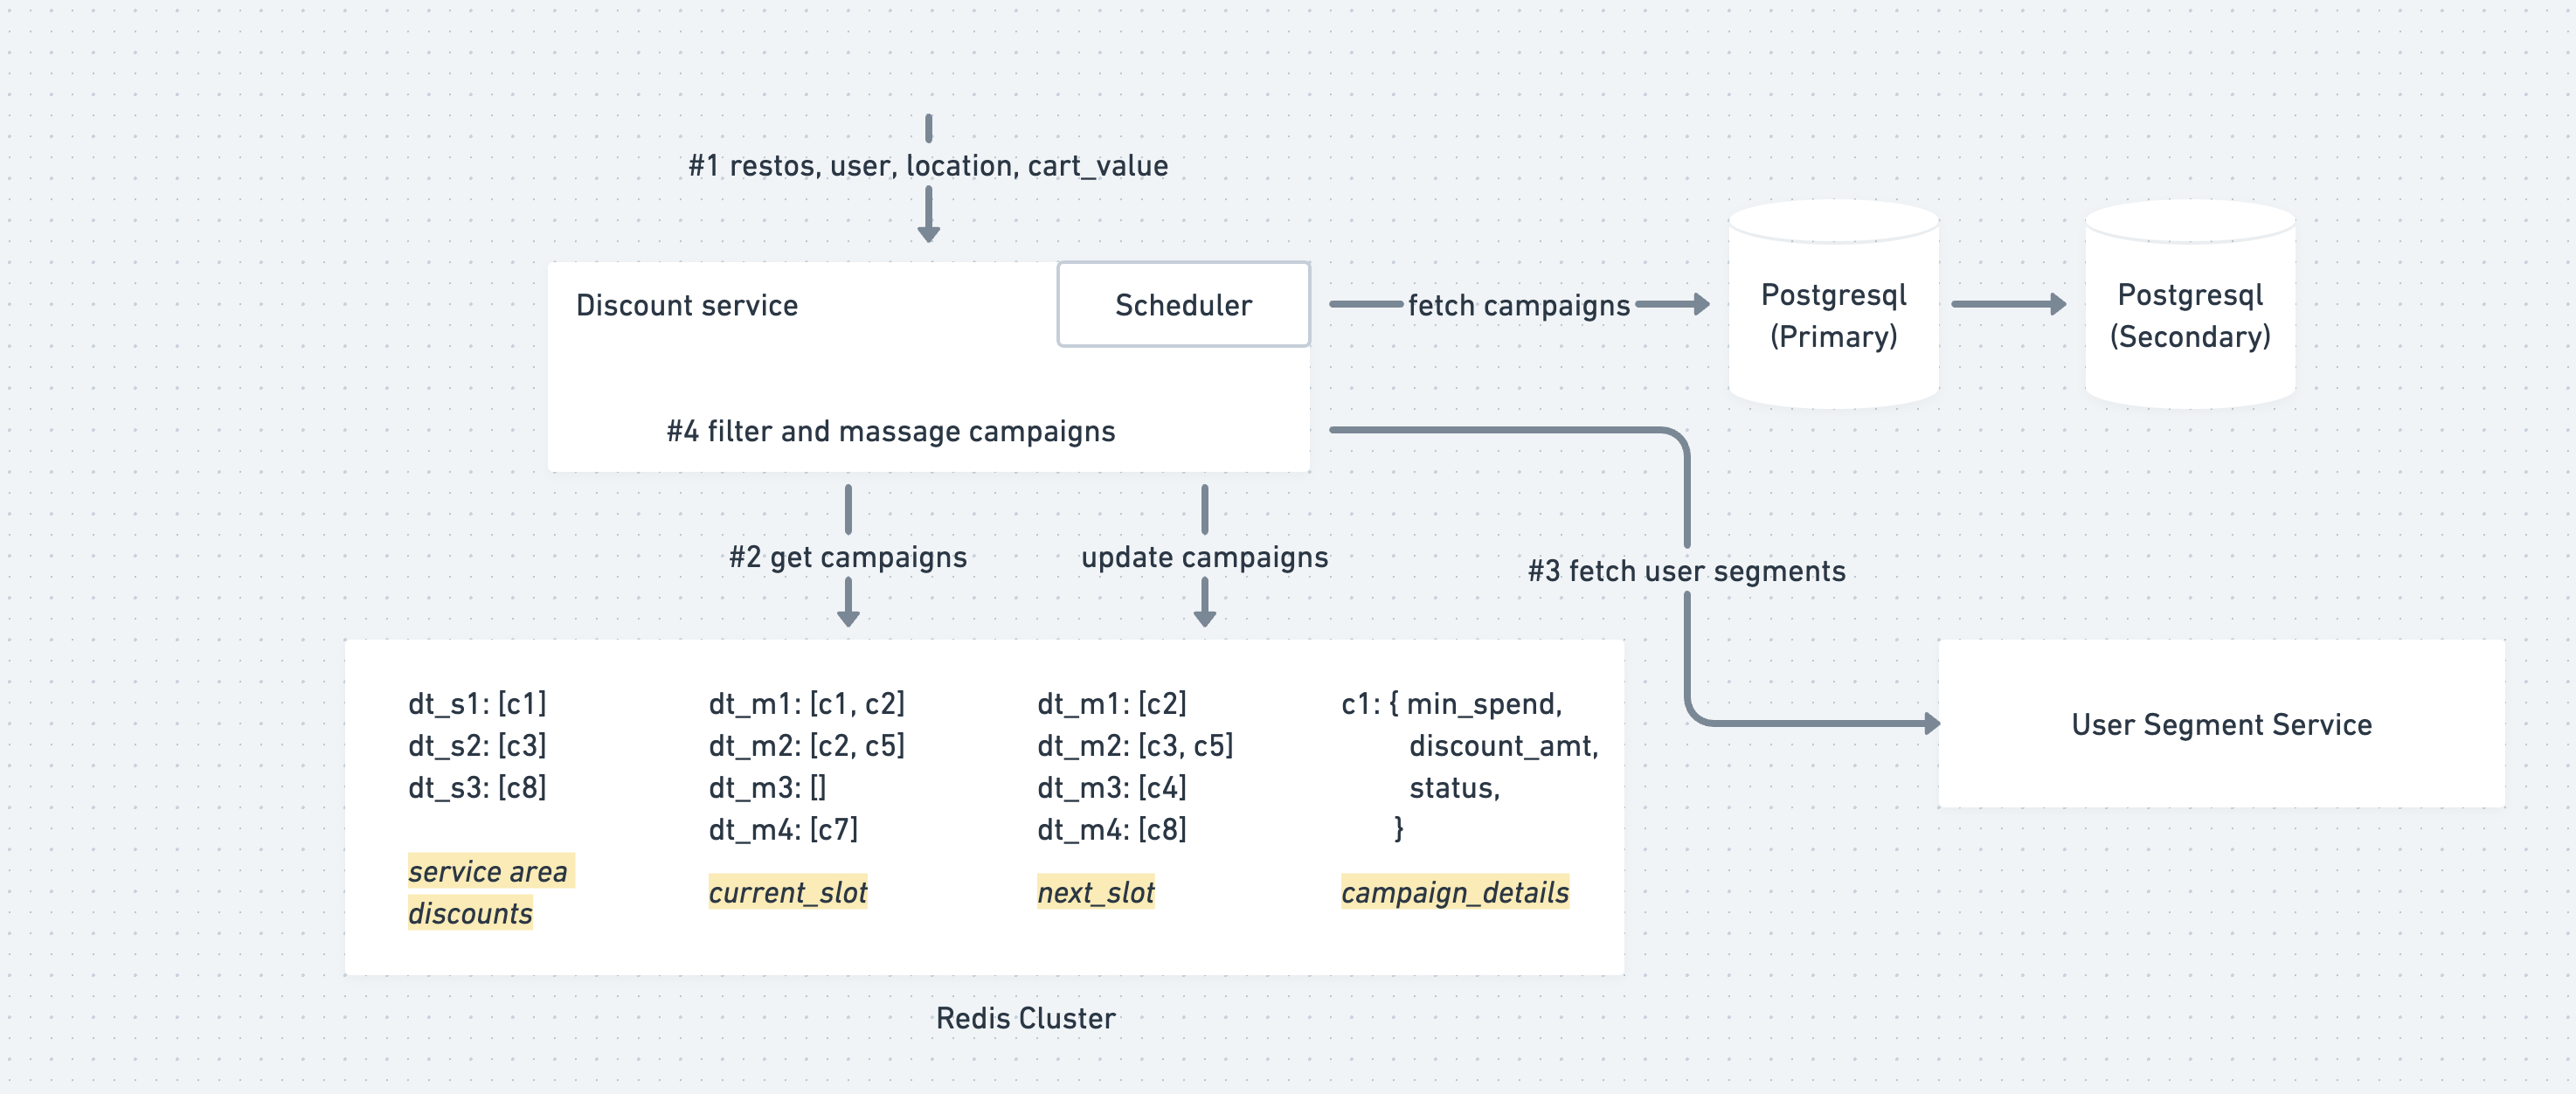 #1 restos, user, location, cart_value
Discount service
Scheduler
fetch campaigns
Postgresql
(Primary)
Postgresql
(Secondary)
#4 filter and massage campaigns
#2 get campaigns
update campaigns
#3 fetch user segments
dt_s1: [c1]
dt_s2: [c3]
dt_s3: [c8]
service area
discounts
dt_m1: [c1, c2]
dt_m2: [c2, c5]
dt_m3: []
dt_m4: [c7]
current_slot
dt_m1: [c2]
dt_m2: [c3, c5]
dt_m3: [c4]
dt_m4: [c8]
next_slot
c1: { min_spend,
discount_amt,
status,
}
campaign_details
User Segment Service
Redis Cluster